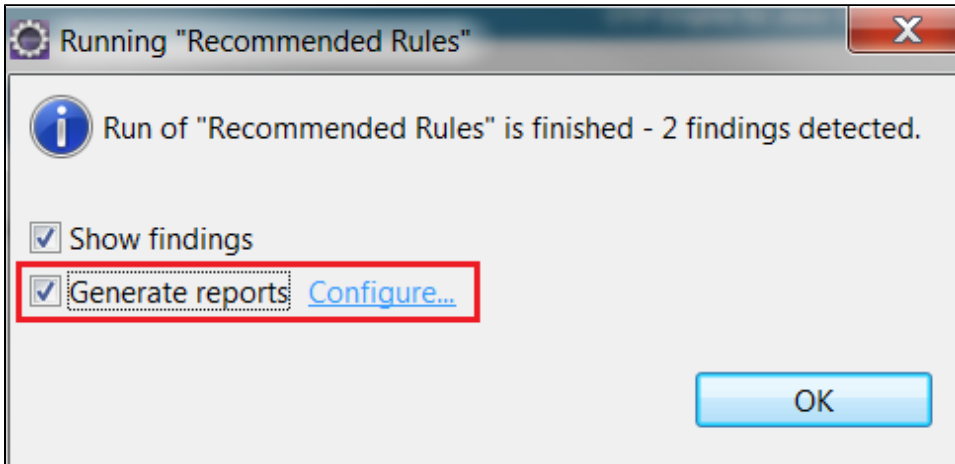 Running "Recommended Rules"
Run of "Recommended Rules" is finished - 2 findings detected.
Show findings
Generate reports Configure...
OK